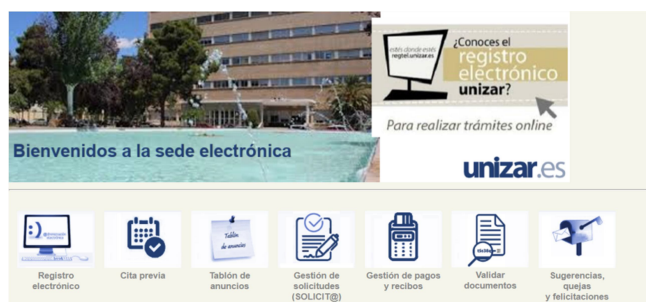 estés donde estés
regtel.unizar.es
¿Conoces el
registro
electrónico
unizar?
Para realizar trámites online
Bienvenidos a la sede electrónica
unizar.es
Tablón
de anuncios
Registro
electrónico
Cita previa
Tablón de
anuncios
Gestión de
solicitudes
(SOLICIT@)
Gestión de pagos
y recibos
Validar
documentos
Sugerencias,
quejas
y felicitaciones